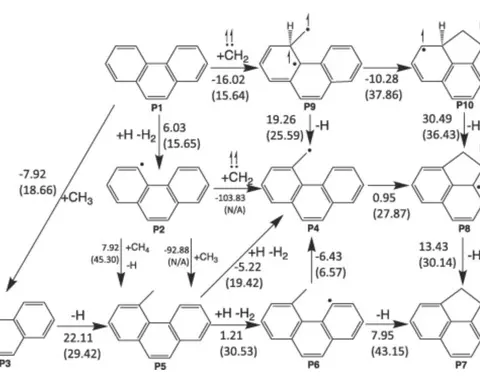 H
H
+CH₂
-16.02
(15.64)
-10.28
(37.86)
P1
P9
P10
+H -H₂
6.03
(15.65)
19.26
(25.59)
-H
30.49
(36.43)
-H
-7.92
(18.66)
+CH₃
+CH₂
-103.83
(N/A)
0.95
(27.87)
P2
P4
P8
7.92
(45.30)
+CH₄
-H
-92.88
(N/A)
+CH₃
+H -H₂
-5.22
(19.42)
-6.43
(6.57)
13.43
(30.14)
-H
-H
22.11
(29.42)
+H -H₂
1.21
(30.53)
-H
7.95
(43.15)
P3
P5
P6
P7